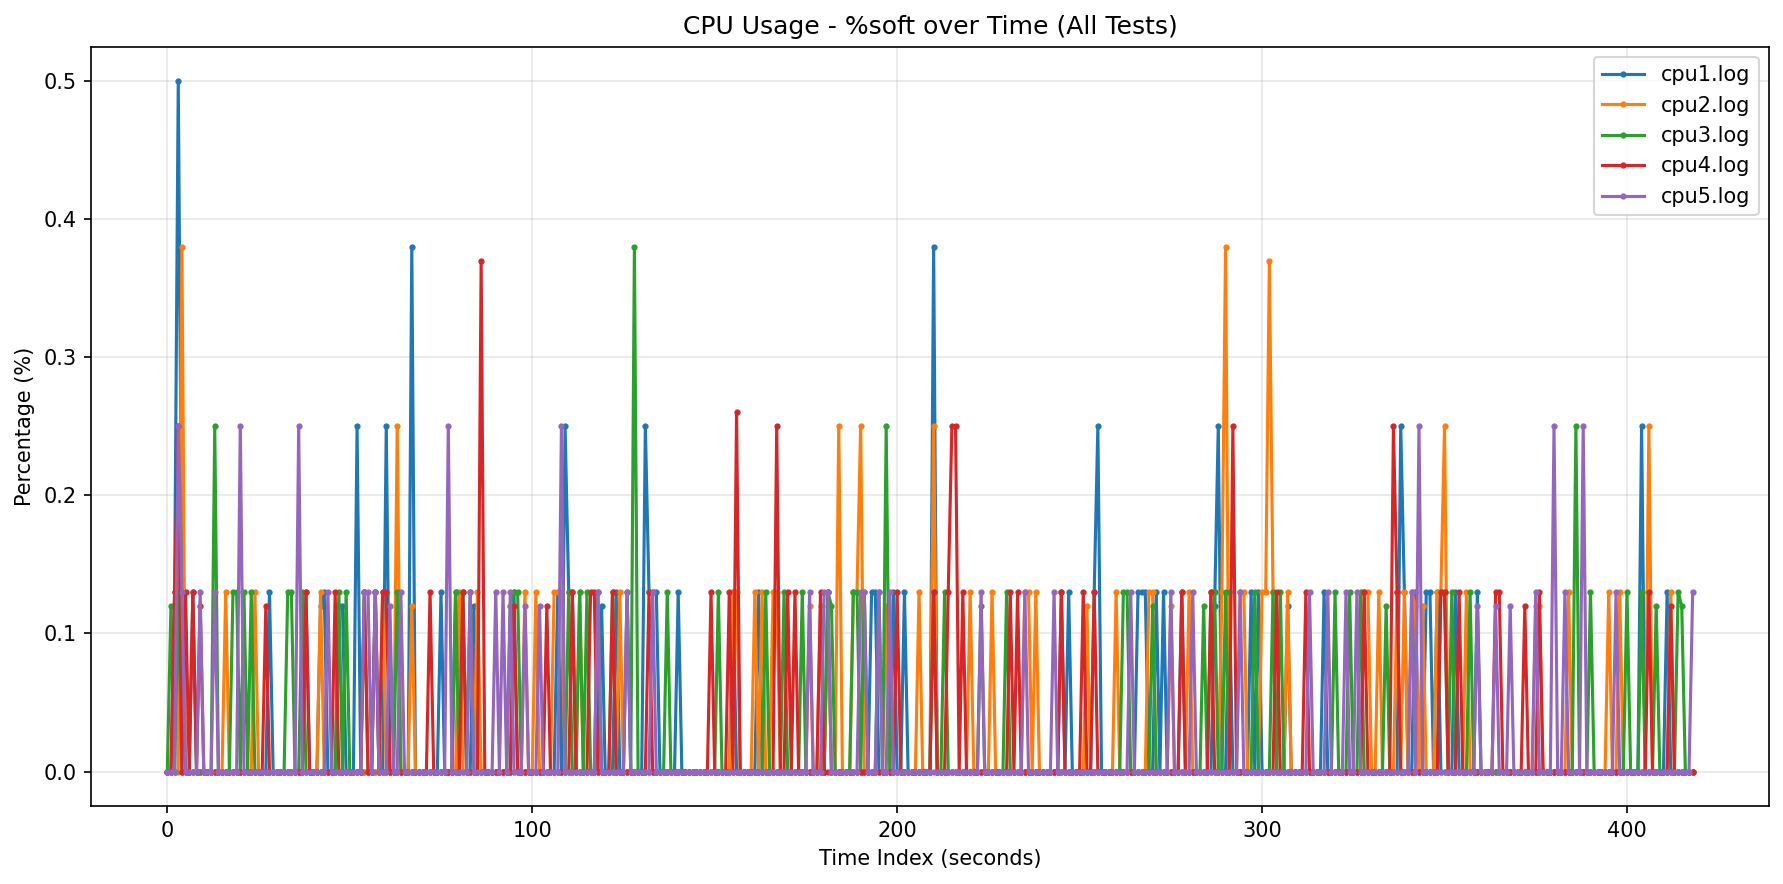 CPU Usage - %soft over Time (All Tests)
cpu1.log
cpu2.log
cpu3.log
cpu4.log
cpu5.log
Percentage (%)
0.5
0.4
0.3
0.2
0.1
0.0
0 100 200 300 400
Time Index (seconds)